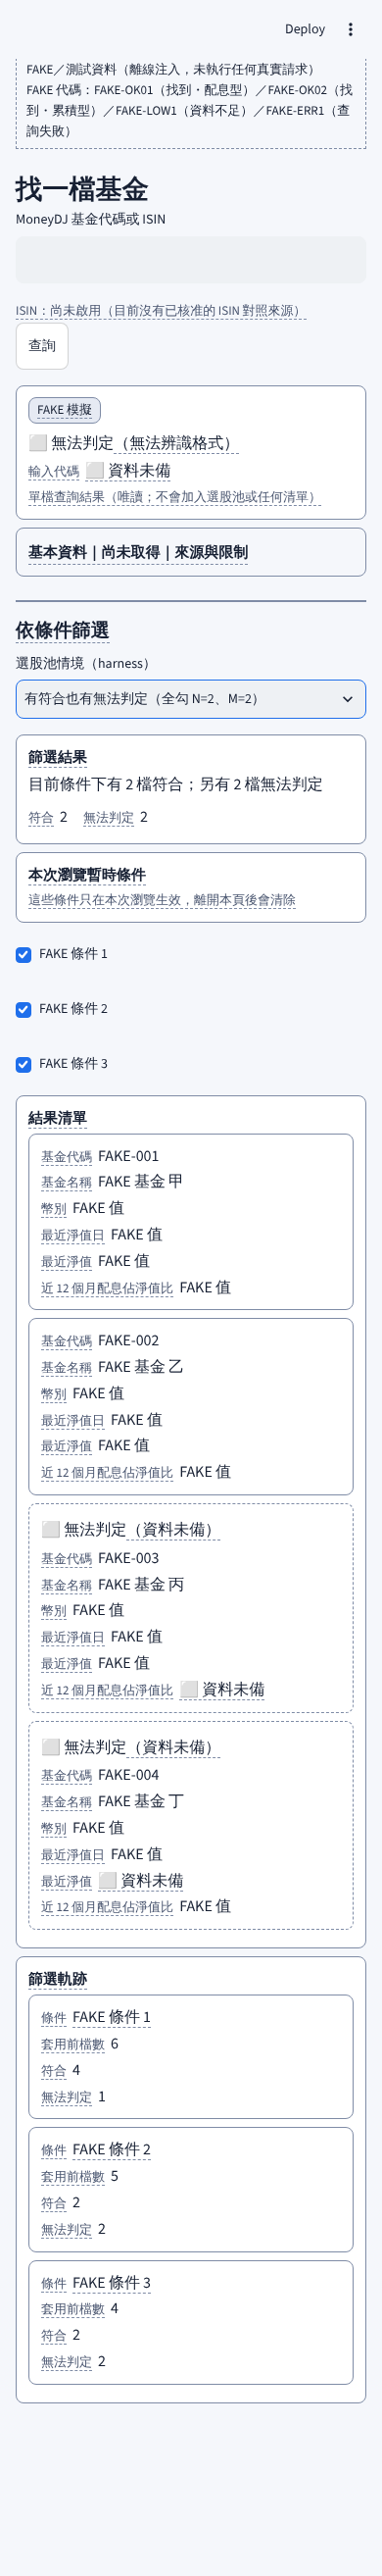 Deploy
FAKE／測試資料（離線注入，未執行任何真實請求）
FAKE 代碼：FAKE-OK01（找到・配息型）／FAKE-OK02（找
到・累積型）／FAKE-LOW1（資料不足）／FAKE-ERR1（查
詢失敗）
找一檔基金
MoneyDJ 基金代碼或 ISIN
ISIN：尚未啟用（目前沒有已核准的 ISIN 對照來源）
查詢
FAKE 模擬
⬜ 無法判定（無法辨識格式）
輸入代碼 ⬜ 資料未備
單檔查詢結果（唯讀；不會加入選股池或任何清單）
基本資料｜尚未取得｜來源與限制
依條件篩選
選股池情境（harness）
有符合也有無法判定（全勾 N=2、M=2）
篩選結果
目前條件下有 2 檔符合；另有 2 檔無法判定
符合 2 無法判定 2
本次瀏覽暫時條件
這些條件只在本次瀏覽生效，離開本頁後會清除
FAKE 條件 1
FAKE 條件 2
FAKE 條件 3
結果清單
基金代碼 FAKE-001
基金名稱 FAKE 基金 甲
幣別 FAKE 值
最近淨值日 FAKE 值
最近淨值 FAKE 值
近 12 個月配息佔淨值比 FAKE 值
基金代碼 FAKE-002
基金名稱 FAKE 基金 乙
幣別 FAKE 值
最近淨值日 FAKE 值
最近淨值 FAKE 值
近 12 個月配息佔淨值比 FAKE 值
⬜ 無法判定（資料未備）
基金代碼 FAKE-003
基金名稱 FAKE 基金 丙
幣別 FAKE 值
最近淨值日 FAKE 值
最近淨值 FAKE 值
近 12 個月配息佔淨值比 ⬜ 資料未備
⬜ 無法判定（資料未備）
基金代碼 FAKE-004
基金名稱 FAKE 基金 丁
幣別 FAKE 值
最近淨值日 FAKE 值
最近淨值 ⬜ 資料未備
近 12 個月配息佔淨值比 FAKE 值
篩選軌跡
條件 FAKE 條件 1
套用前檔數 6
符合 4
無法判定 1
條件 FAKE 條件 2
套用前檔數 5
符合 2
無法判定 2
條件 FAKE 條件 3
套用前檔數 4
符合 2
無法判定 2